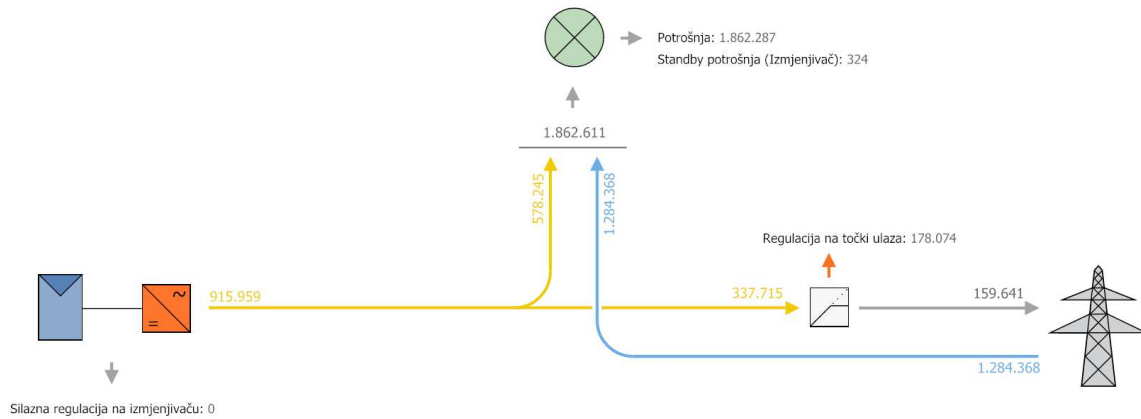 Potrošnja: 1.862.287
Standby potrošnja (Izmjenjivač): 324
1.862.611
578.245
1.284.368
Regulacija na točki ulaza: 178.074
915.959
337.715
159.641
1.284.368
Silazna regulacija na izmjenjivaču: 0